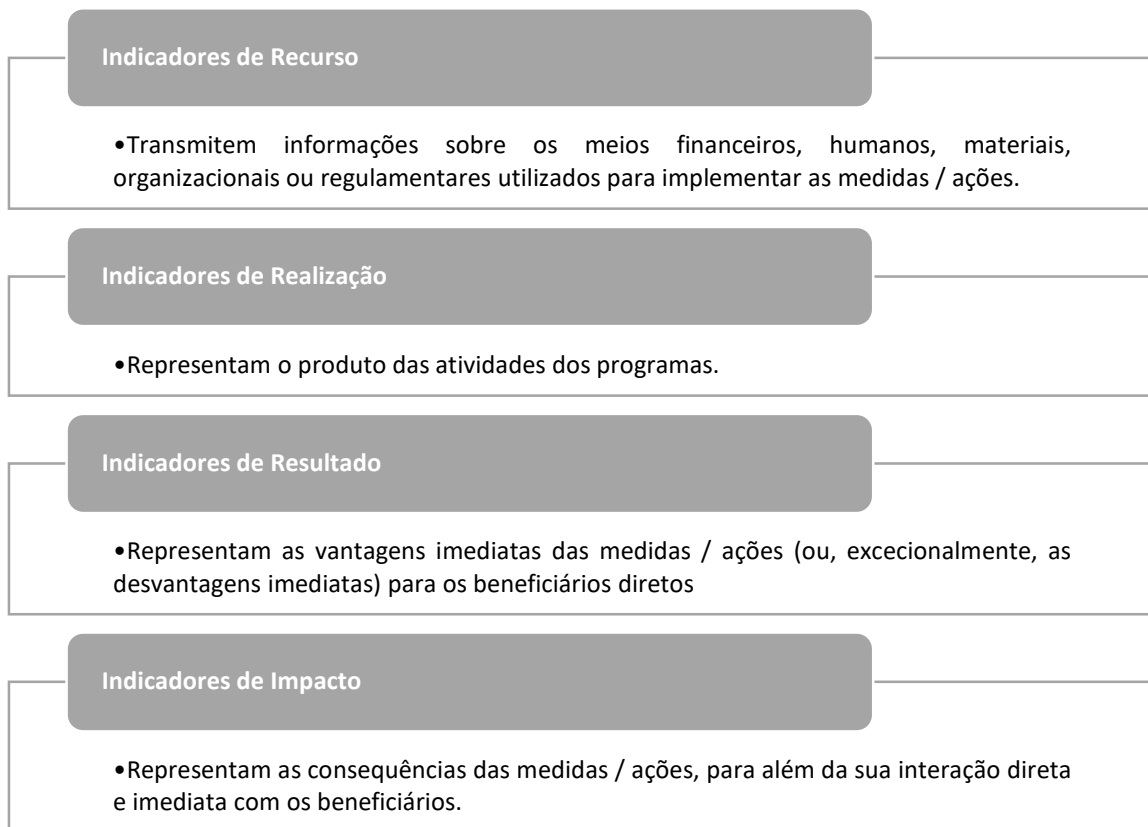 Indicadores de Recurso
•Transmitem informações sobre os meios financeiros, humanos, materiais,
organizacionais ou regulamentares utilizados para implementar as medidas / ações.
Indicadores de Realização
•Representam o produto das atividades dos programas.
Indicadores de Resultado
•Representam as vantagens imediatas das medidas / ações (ou, excecionalmente, as
desvantagens imediatas) para os beneficiários diretos
Indicadores de Impacto
•Representam as consequências das medidas / ações, para além da sua interação direta
e imediata com os beneficiários.